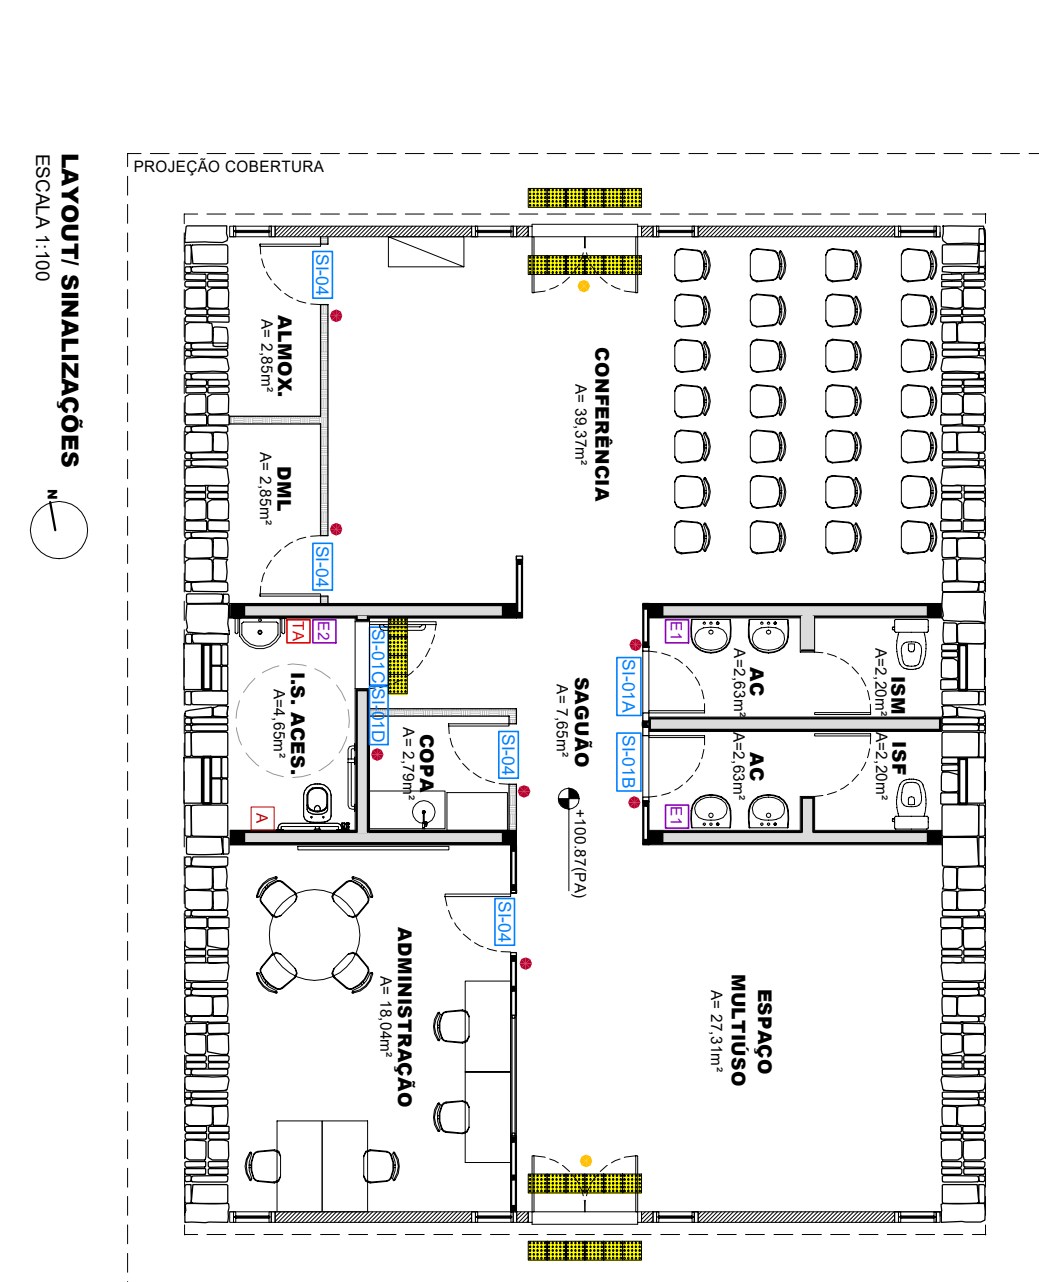 PROJEÇÃO COBERTURA
LAYOUT/ SINALIZAÇÕES
ESCALA 1:100
N
SI-04
ALMOX.
A= 2,85m²
DML
A= 2,85m²
SI-04
CONFERÊNCIA
A= 39,37m²
TA
E2
SI-01C
SI-01D
I.S. ACES.
A=4,65m²
A
COPA
A= 2,79m²
SI-04
SAGUÃO
A= 7,65m²
+100.87(PA)
SI-01A
SI-01B
E1
AC
A=2,63m²
ISM
A=2,20m²
AC
A=2,63m²
ISF
A=2,20m²
E1
SI-04
ADMINISTRAÇÃO
A= 18,04m²
ESPAÇO
MULTIÚSO
A= 27,31m²